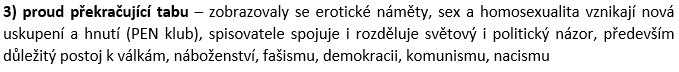 3) proud překračující tabu – zobrazovaly se erotické náměty, sex a homosexualita vznikají nová
uskupení a hnutí (PEN klub), spisovatele spojuje i rozděluje světový i politický názor, především
důležitý postoj k válkám, náboženství, fašismu, demokracii, komunismu, nacismu